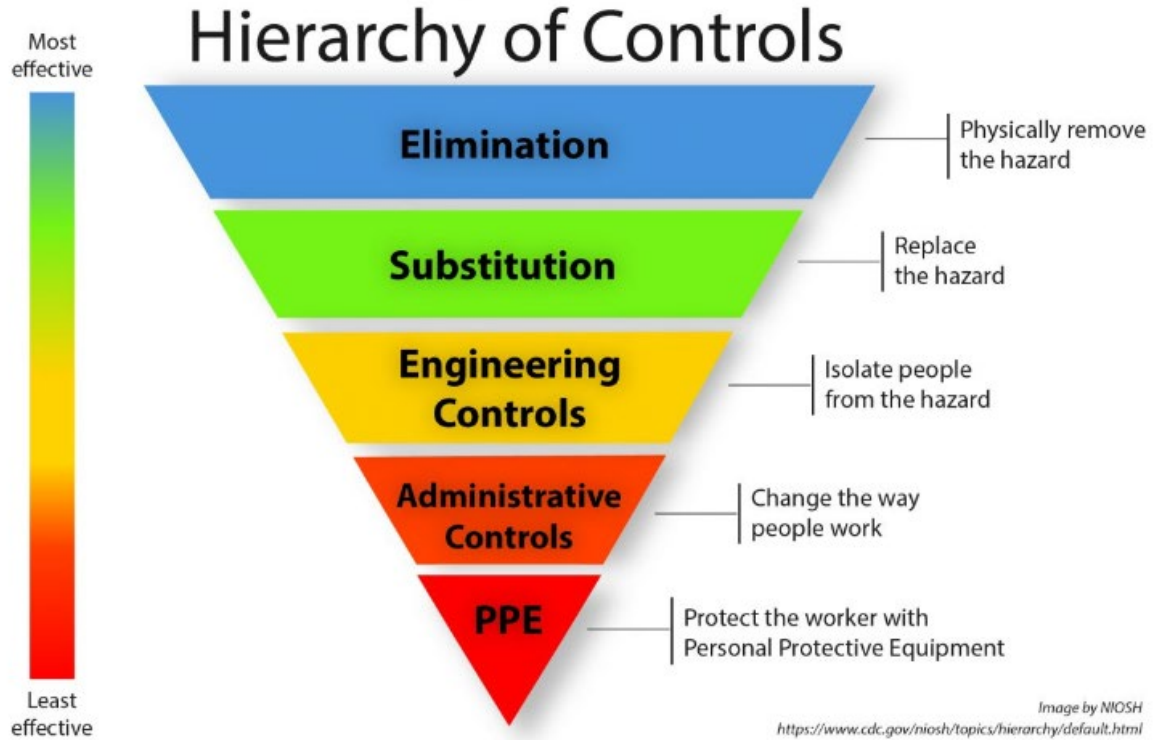 Hierarchy of Controls
Most
effective
Elimination
Physically remove
the hazard
Substitution
Replace
the hazard
Engineering
Controls
Isolate people
from the hazard
Administrative
Controls
Change the way
people work
PPE
Protect the worker with
Personal Protective Equipment
Least
effective
Image by NIOSH
https://www.cdc.gov/niosh/topics/hierarchy/default.html